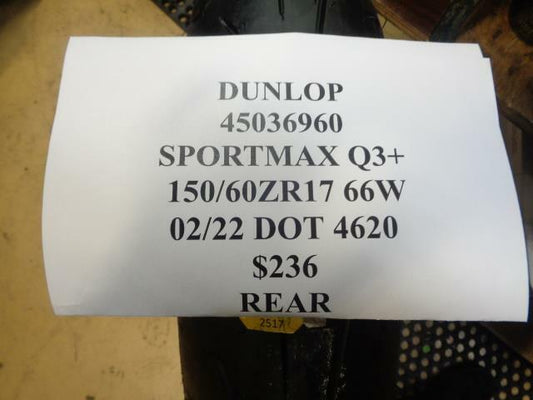 DUNLOP
45036960
SPORTMAX Q3+
150/60ZR17 66W
02/22 DOT 4620
$236
REAR
2517